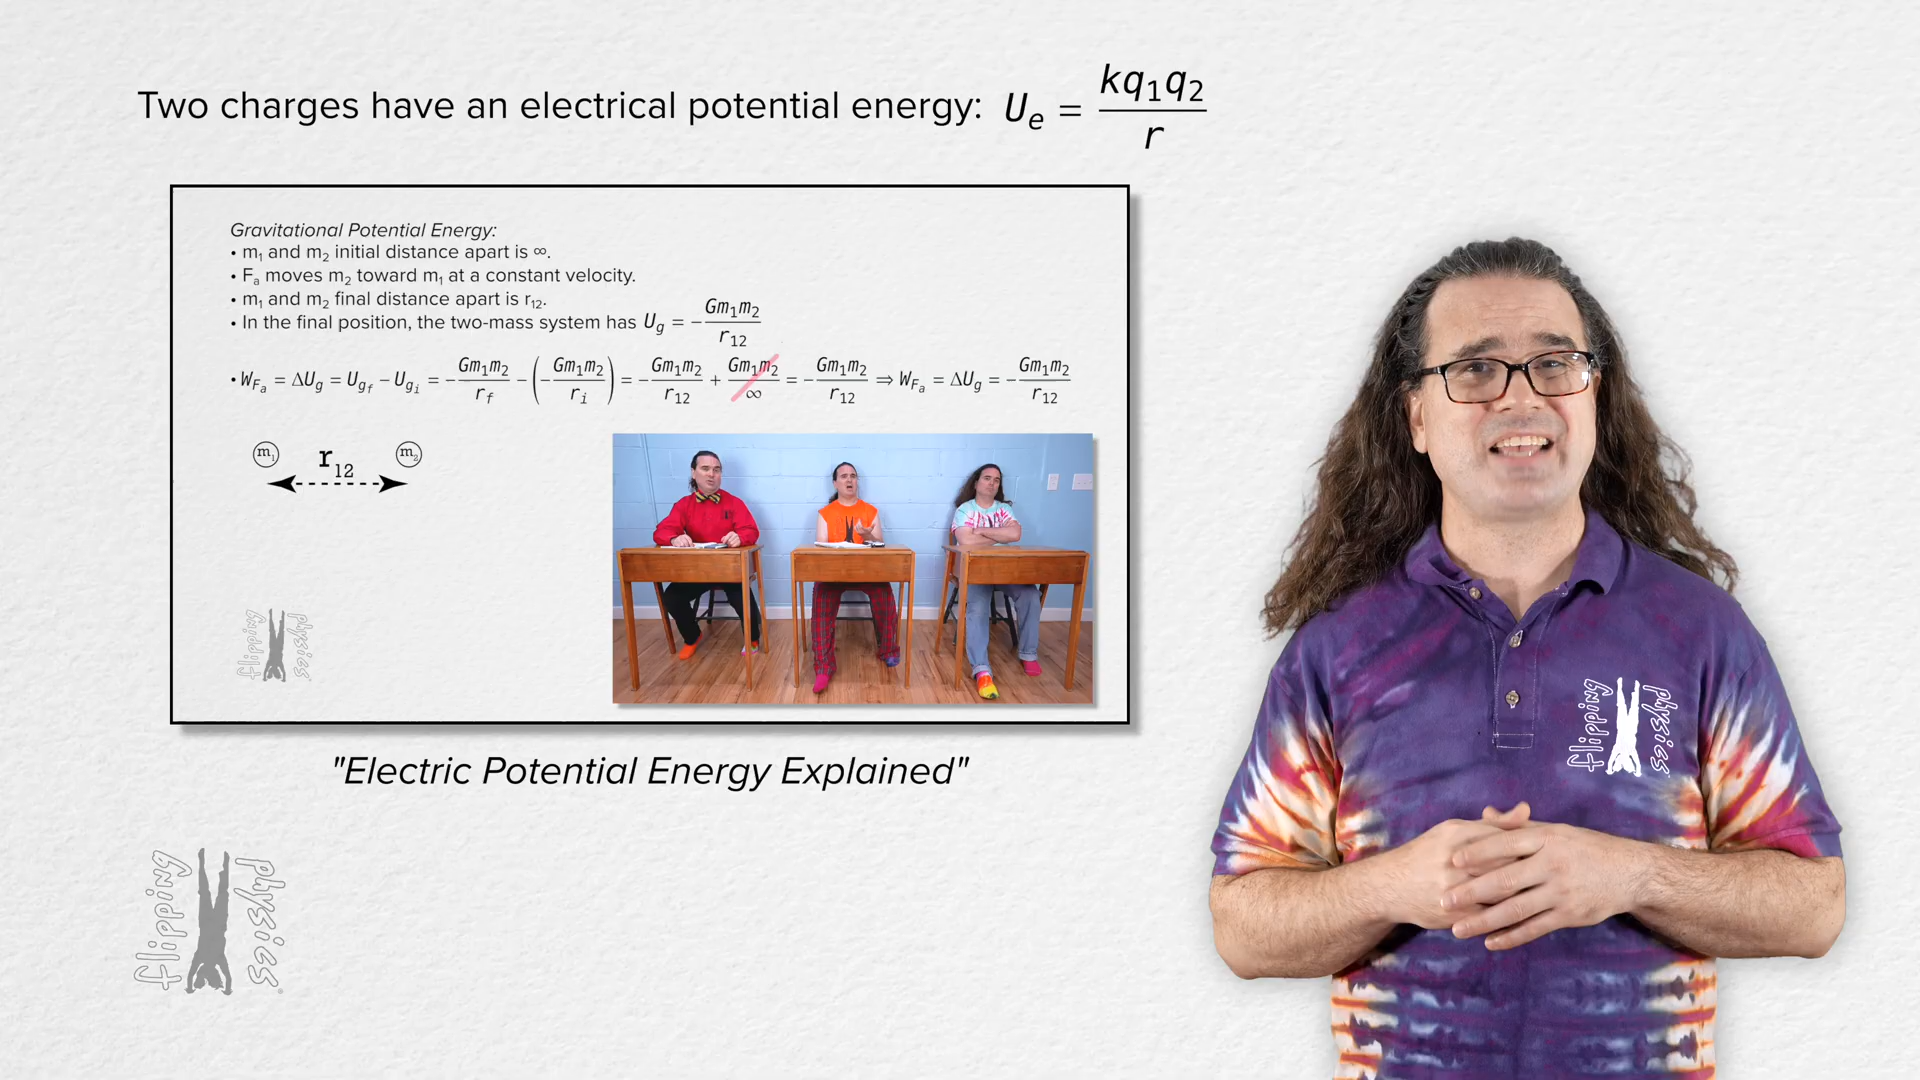 Two charges have an electrical potential energy: Uₑ = kq₁q₂/r
Gravitational Potential Energy:
• m₁ and m₂ initial distance apart is ∞.
• Fₐ moves m₂ toward m₁ at a constant velocity.
• m₁ and m₂ final distance apart is r₁₂.
• In the final position, the two-mass system has U_g = −Gm₁m₂/r₁₂
• W_Fₐ = ΔU_g = U_gf − U_gi = −Gm₁m₂/r_f − (−Gm₁m₂/r_i) = −Gm₁m₂/r₁₂ + Gm₁m₂/∞ = −Gm₁m₂/r₁₂ ⇒ W_Fₐ = ΔU_g = −Gm₁m₂/r₁₂
m₁ r₁₂ m₂
flipping physics
"Electric Potential Energy Explained"
flipping physics
flipping physics